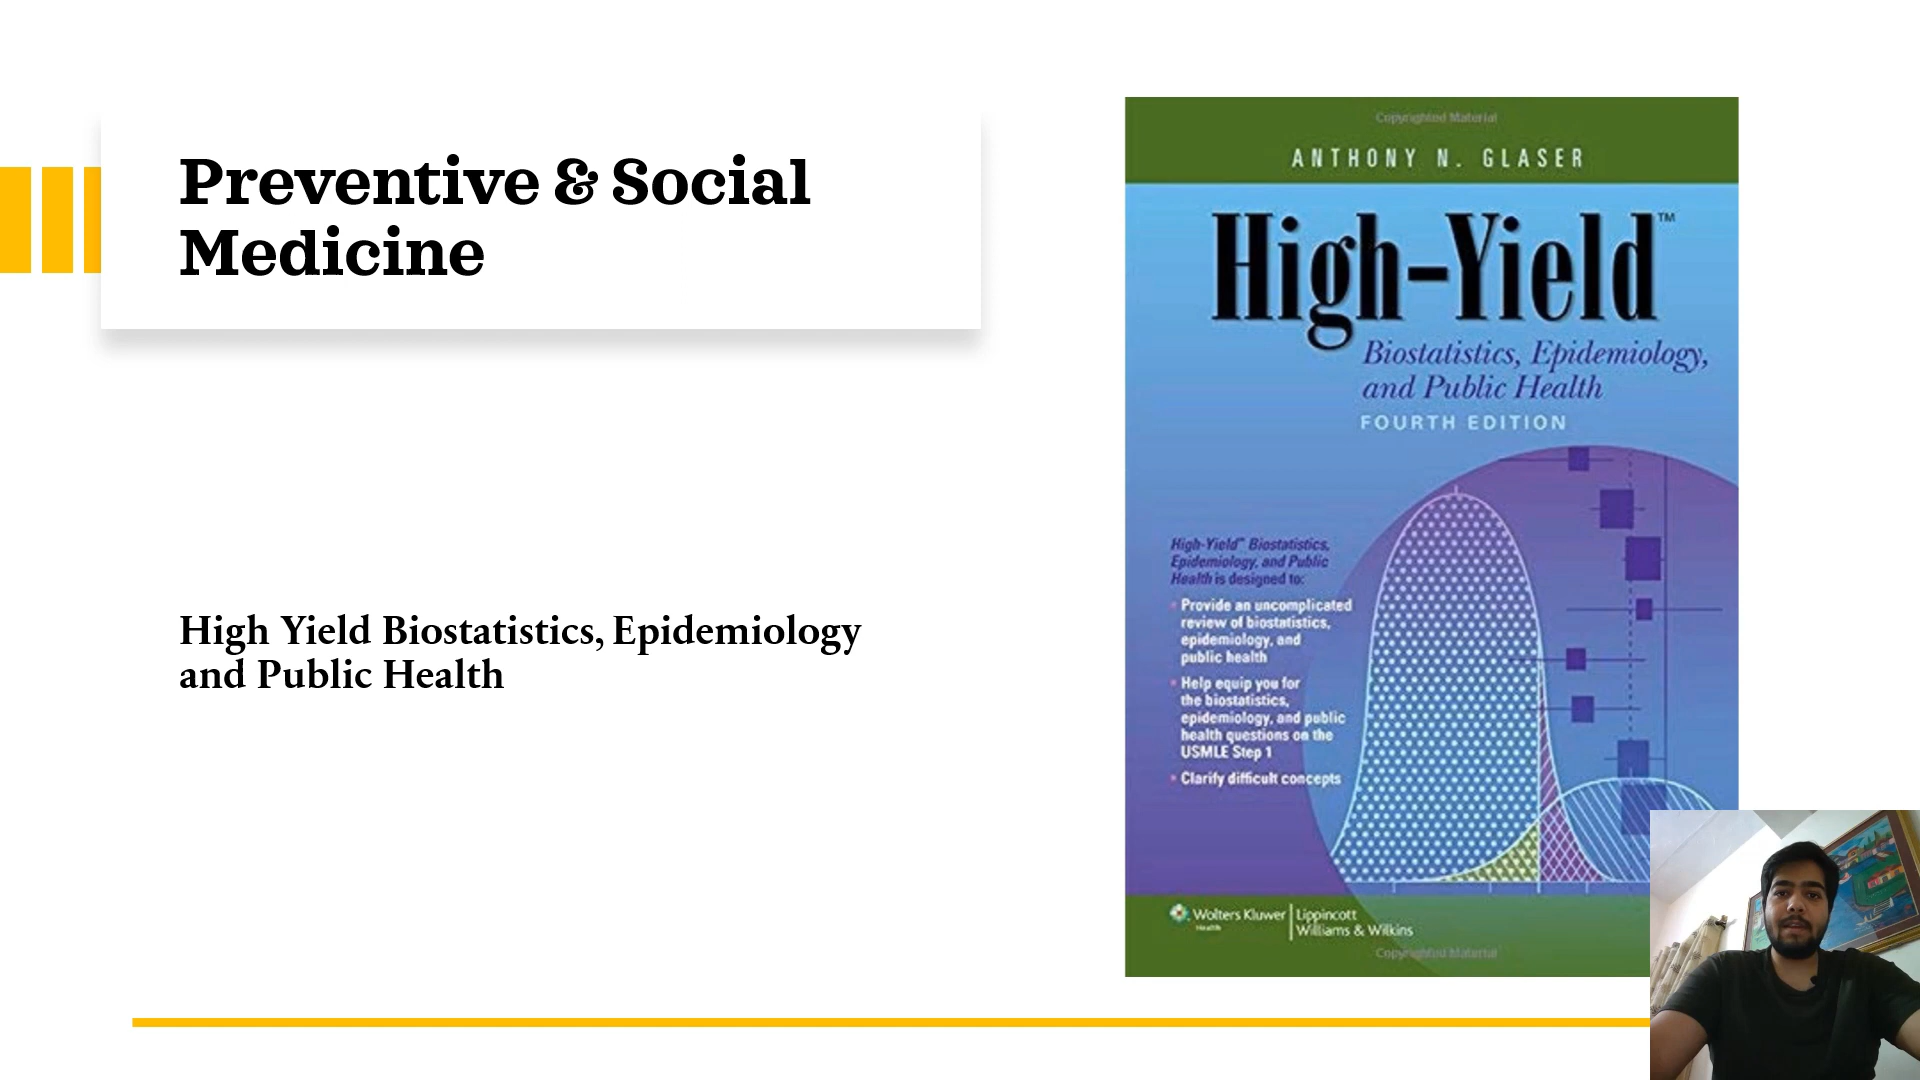 Preventive & Social
Medicine
High Yield Biostatistics, Epidemiology
and Public Health
Copyrighted Material
ANTHONY N. GLASER
High-Yield™
Biostatistics, Epidemiology,
and Public Health
FOURTH EDITION
High-Yield™ Biostatistics,
Epidemiology, and Public
Health is designed to:
• Provide an uncomplicated
review of biostatistics,
epidemiology, and
public health
• Help equip you for
the biostatistics,
epidemiology, and public
health questions on the
USMLE Step 1
• Clarify difficult concepts
Wolters Kluwer
Health
Lippincott
Williams & Wilkins
Copyrighted Material